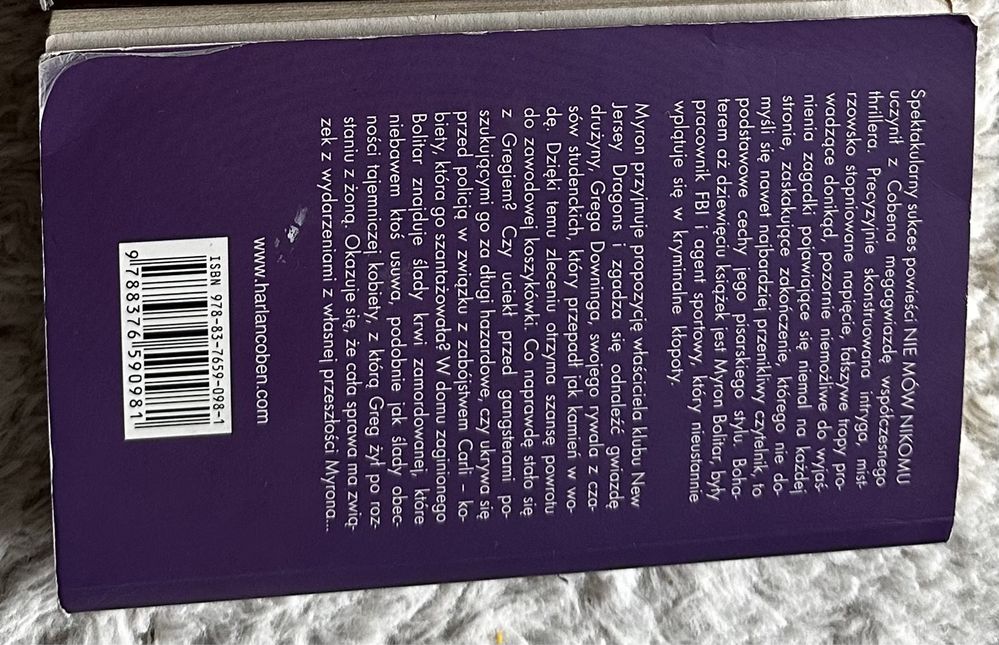 Spektakularny sukces powieści NIE MÓW NIKOMU
uczynił z Cobena megagwiazdę współczesnego
thrillera. Precyzyjnie skonstruowana intryga, mist-
rzowsko stopniowane napięcie, fałszywe tropy pro-
wadzące donikąd, pozornie niemożliwe do wyjaś-
nienia zagadki pojawiające się niemal na każdej
stronie, zaskakujące zakończenie, którego nie do-
myśli się nawet najbardziej przenikliwy czytelnik, to
podstawowe cechy jego pisarskiego stylu. Boha-
terem aż dziewięciu książek jest Myron Bolitar, były
pracownik FBI i agent sportowy, który nieustannie
wplątuje się w kryminalne kłopoty.
Myron przyjmuje propozycję właściciela klubu New
Jersey Dragons i zgadza się odnaleźć gwiazdę
drużyny, Grega Downinga, swojego rywala z cza-
sów studenckich, który przepadł jak kamień w wo-
dę. Dzięki temu zleceniu otrzyma szansę powrotu
do zawodowej koszykówki. Co naprawdę stało się
z Gregiem? Czy uciekł przed gangsterami po-
szukującymi go za długi hazardowe, czy ukrywa się
przed policją w związku z zabójstwem Carli – ko-
biety, która go szantażowała? W domu zaginionego
Bolitar znajduje ślady krwi zamordowanej, które
niebawem ktoś usuwa, podobnie jak ślady obec-
ności tajemniczej kobiety, z którą Greg żył po roz-
staniu z żoną. Okazuje się, że cała sprawa ma zwią-
zek z wydarzeniami z własnej przeszłości Myrona...
www.harlancoben.com
ISBN 978-83-7659-098-1
9788376590981